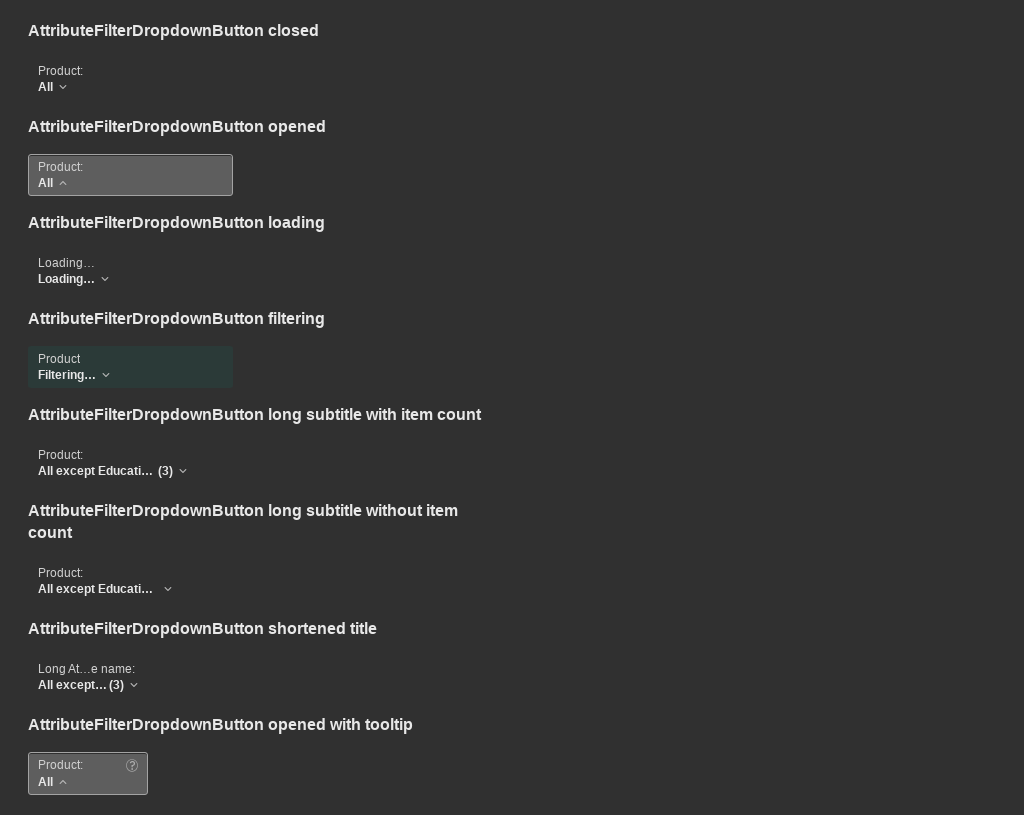 AttributeFilterDropdownButton closed
Product:
All
AttributeFilterDropdownButton opened
Product:
All
AttributeFilterDropdownButton loading
Loading…
Loading…
AttributeFilterDropdownButton filtering
Product
Filtering…
AttributeFilterDropdownButton long subtitle with item count
Product:
All except Educati… (3)
AttributeFilterDropdownButton long subtitle without item
count
Product:
All except Educati…
AttributeFilterDropdownButton shortened title
Long At…e name:
All except… (3)
AttributeFilterDropdownButton opened with tooltip
Product:
All